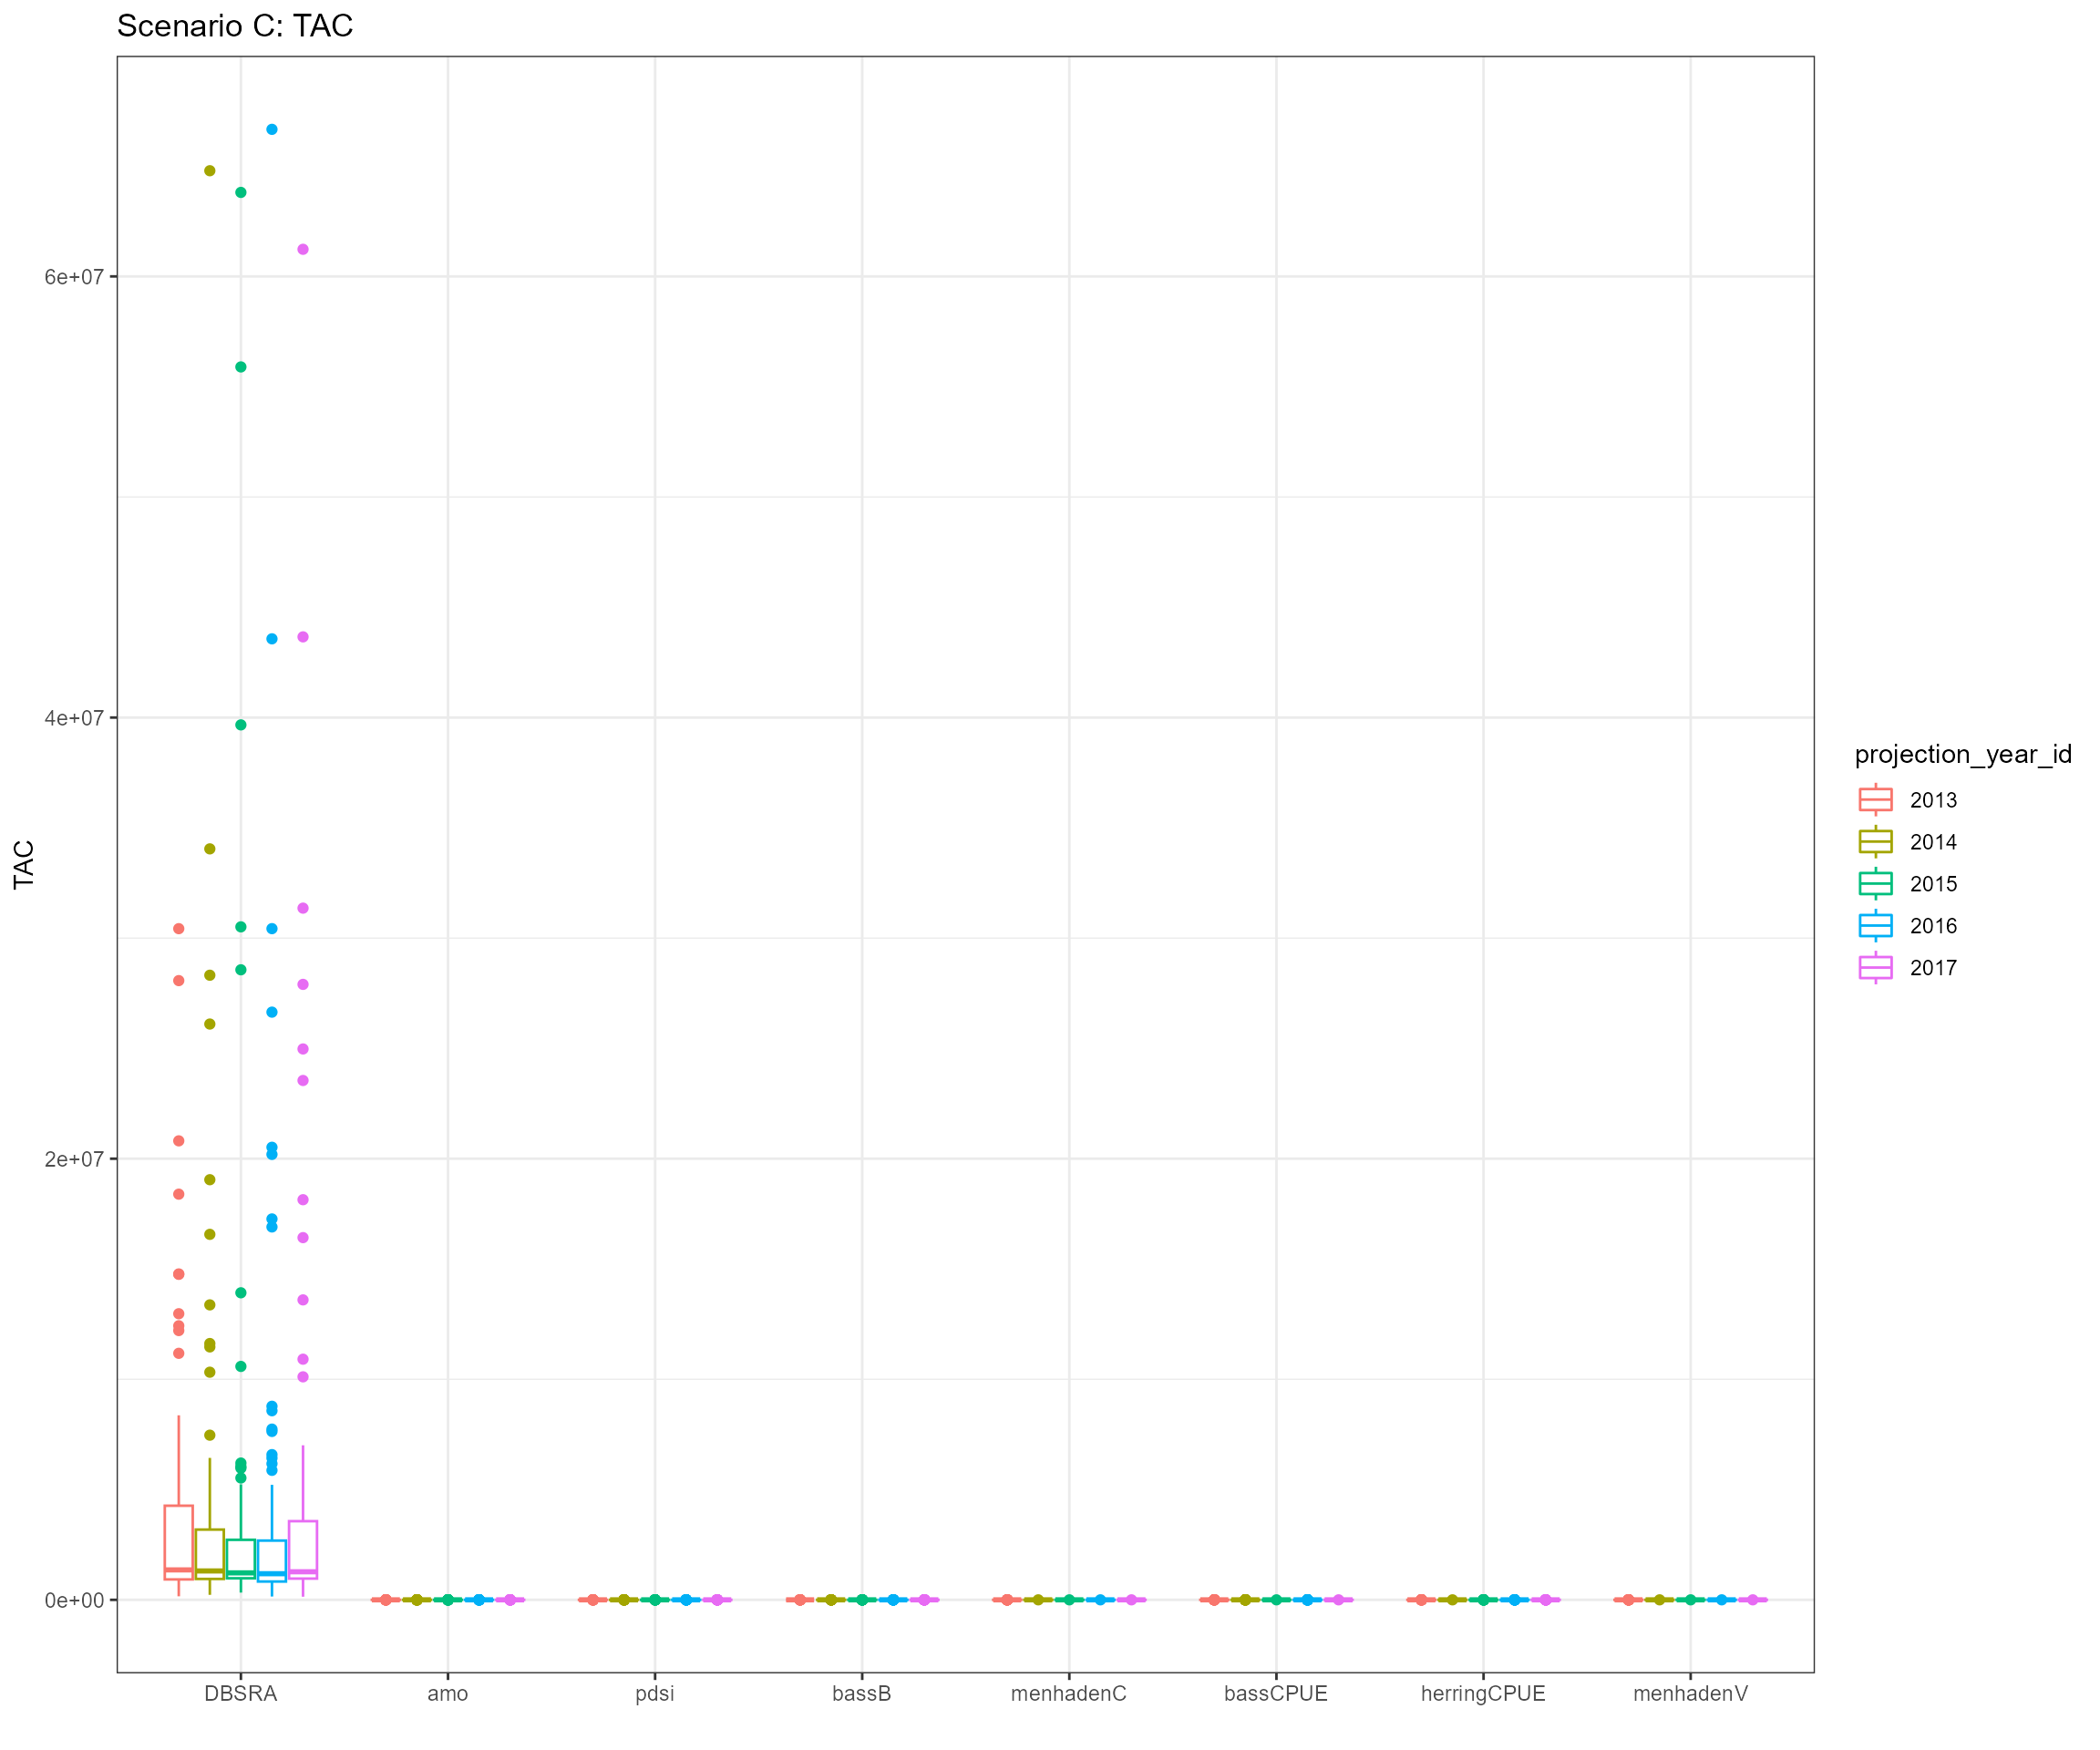 Scenario C: TAC
TAC
6e+07
4e+07
2e+07
0e+00
DBSRA amo pdsi bassB menhadenC bassCPUE herringCPUE menhadenV
projection_year_id
2013
2014
2015
2016
2017